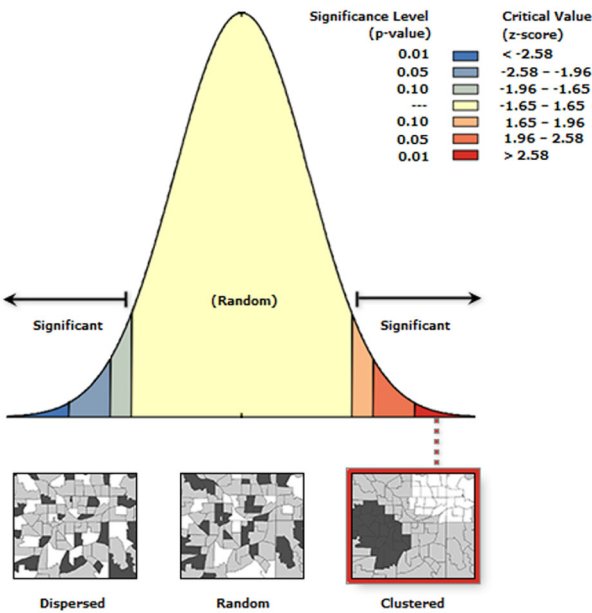 Significance Level Critical Value
(p-value) (z-score)
0.01 < -2.58
0.05 -2.58 – -1.96
0.10 -1.96 – -1.65
--- -1.65 – 1.65
0.10 1.65 – 1.96
0.05 1.96 – 2.58
0.01 > 2.58
(Random)
Significant Significant
Dispersed Random Clustered